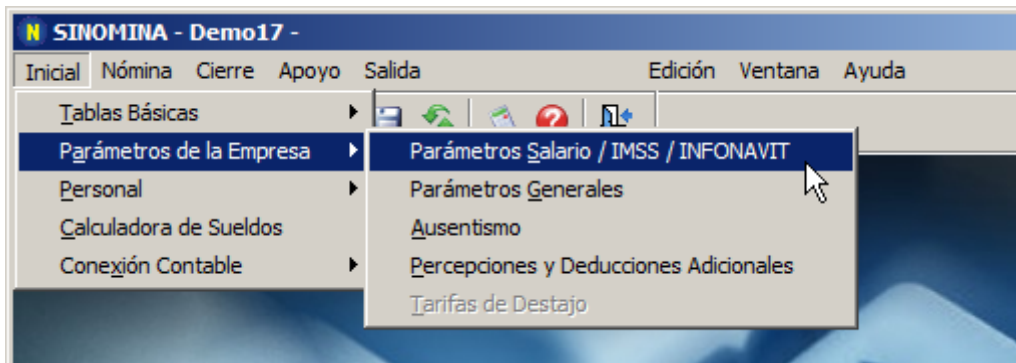 N SINOMINA - Demo17 -
Inicial Nómina Cierre Apoyo Salida Edición Ventana Ayuda
Tablas Básicas
Parámetros de la Empresa
Personal
Calculadora de Sueldos
Conexión Contable
Parámetros Salario / IMSS / INFONAVIT
Parámetros Generales
Ausentismo
Percepciones y Deducciones Adicionales
Tarifas de Destajo